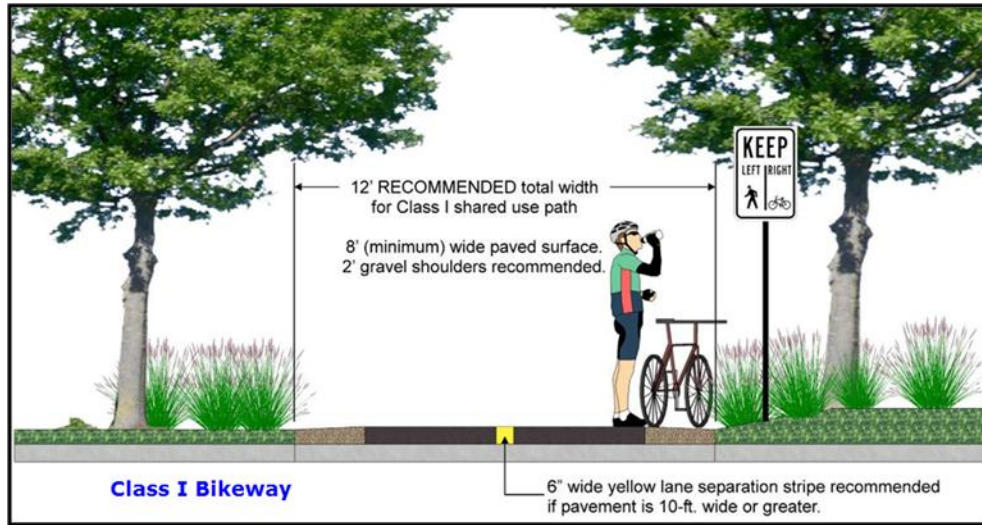 KEEP
LEFT RIGHT
12' RECOMMENDED total width
for Class I shared use path
8' (minimum) wide paved surface.
2' gravel shoulders recommended.
Class I Bikeway
6" wide yellow lane separation stripe recommended
if pavement is 10-ft. wide or greater.